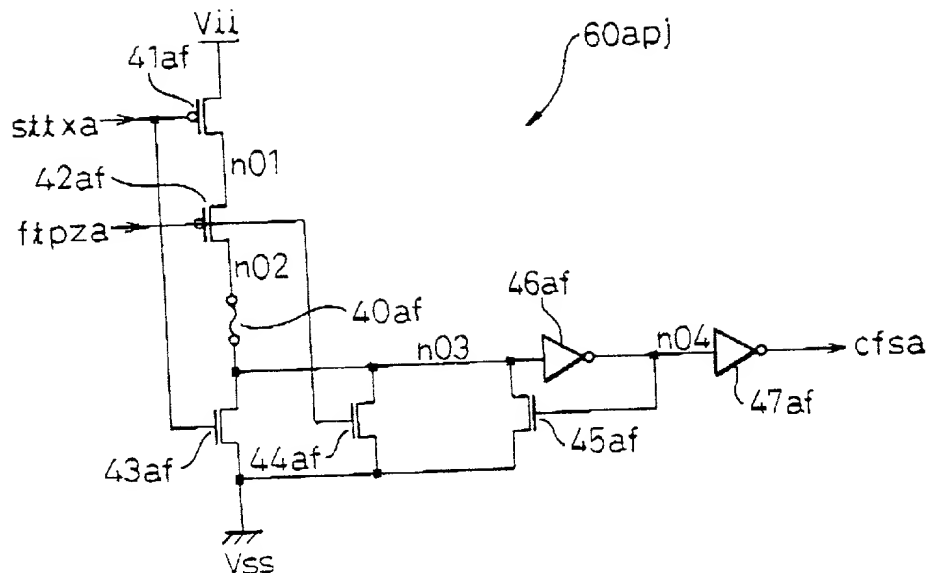 Vii
60apj
41af
sttxa
n01
42af
ftpza
n02
40af
46af
n03
n04
cfsa
47af
43af
44af
45af
Vss